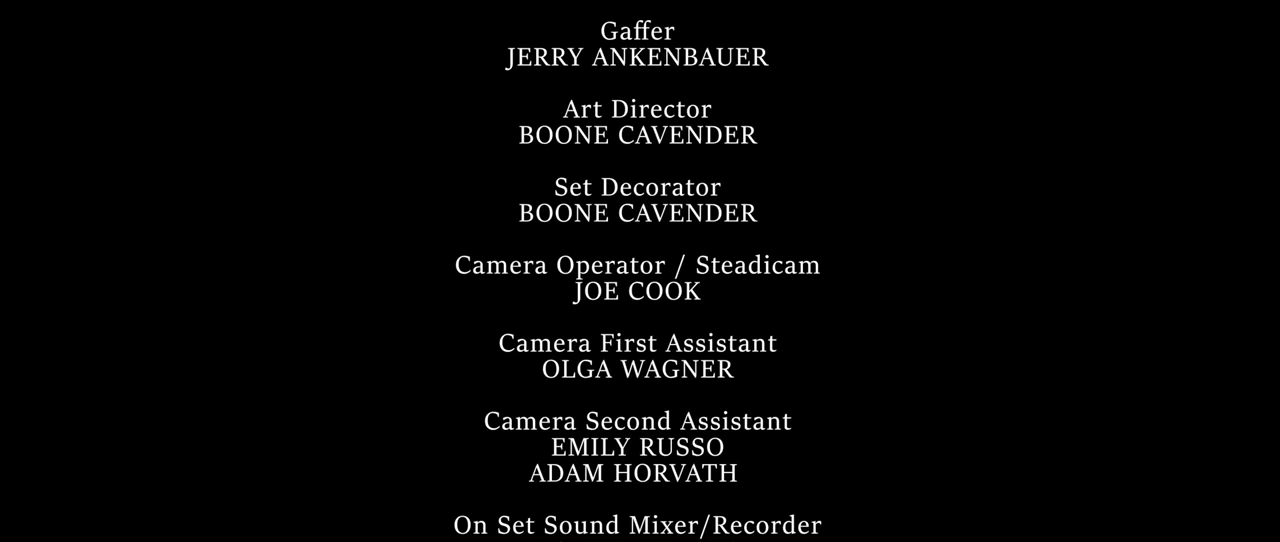 Gaffer
JERRY ANKENBAUER
Art Director
BOONE CAVENDER
Set Decorator
BOONE CAVENDER
Camera Operator / Steadicam
JOE COOK
Camera First Assistant
OLGA WAGNER
Camera Second Assistant
EMILY RUSSO
ADAM HORVATH
On Set Sound Mixer/Recorder